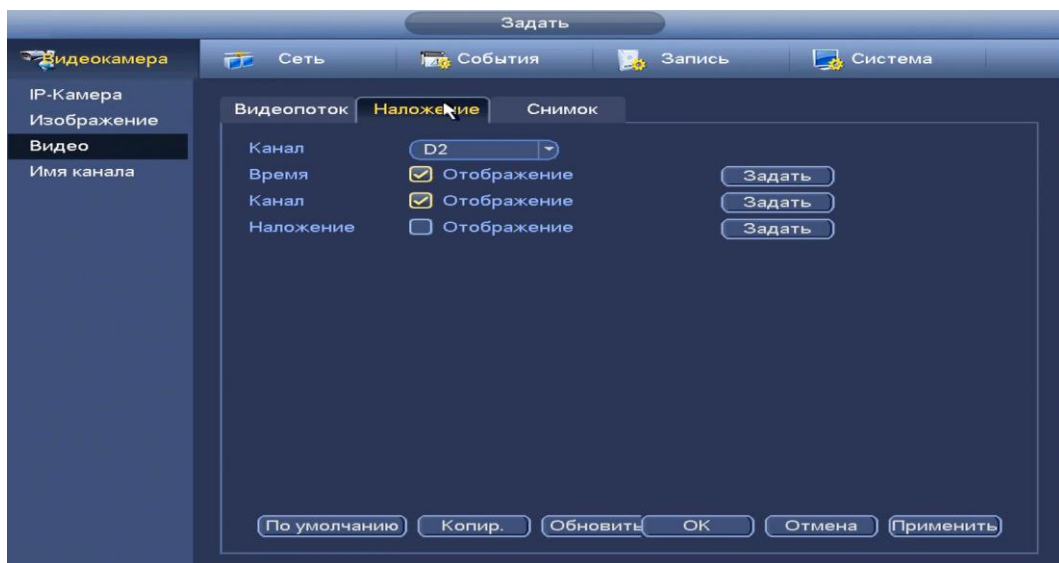 Задать
Видеокамера Сеть События Запись Система
IP-Камера
Изображение
Видео
Имя канала
Видеопоток Наложение Снимок
Канал D2
Время Отображение Задать
Канал Отображение Задать
Наложение Отображение Задать
По умолчанию Копир. Обновить OK Отмена Применить